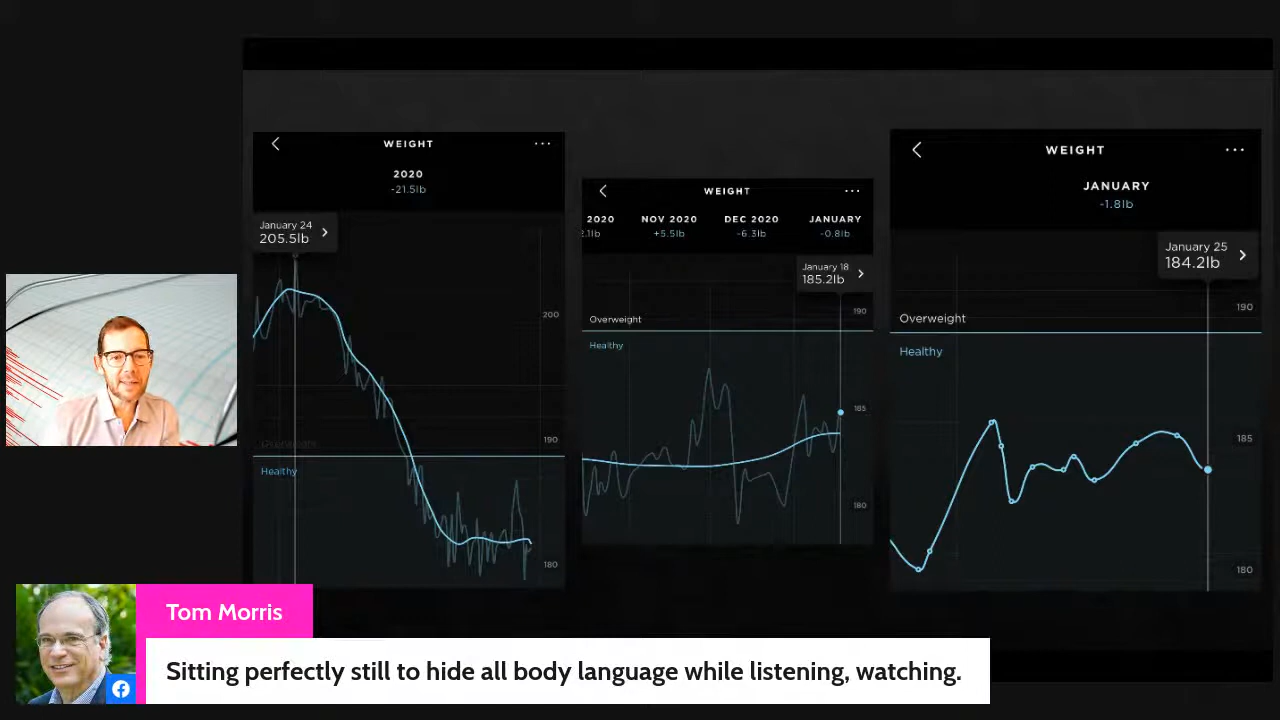 WEIGHT
2020
-21.5lb
January 24
205.5lb
200
190
Healthy
180
WEIGHT
2020 NOV 2020 DEC 2020 JANUARY
+5.5lb -6.3lb -0.8lb
January 18
185.2lb
190
Overweight
Healthy
185
180
WEIGHT
JANUARY
-1.8lb
January 25
184.2lb
190
Overweight
Healthy
185
180
Tom Morris
Sitting perfectly still to hide all body language while listening, watching.